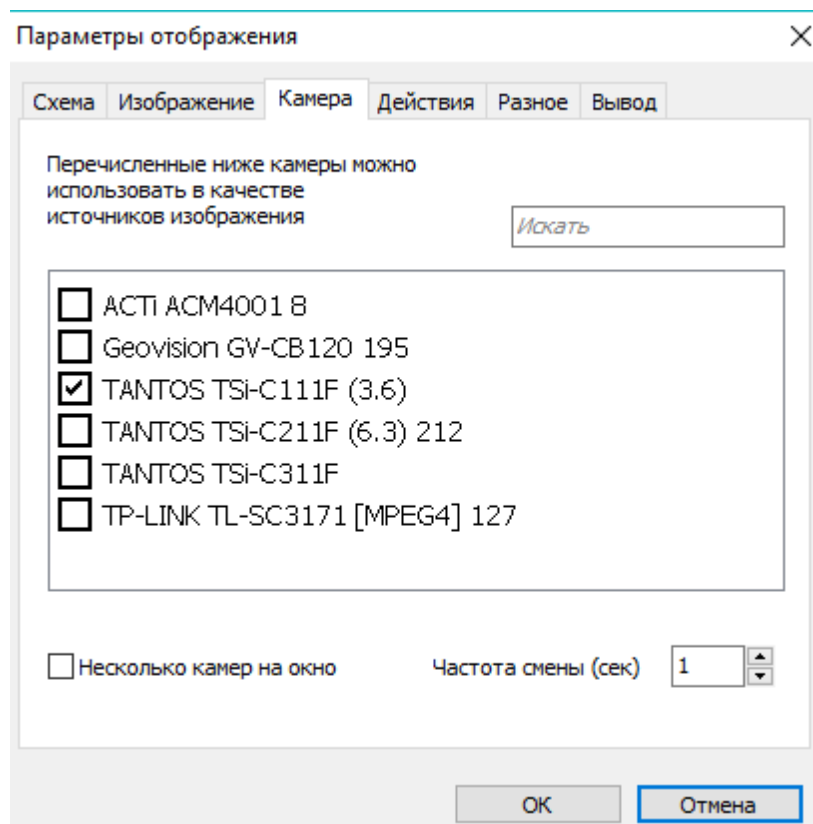 Параметры отображения
Схема Изображение Камера Действия Разное Вывод
Перечисленные ниже камеры можно
использовать в качестве
источников изображения
Искать
ACTi ACM4001 8
Geovision GV-CB120 195
TANTOS TSi-C111F (3.6)
TANTOS TSi-C211F (6.3) 212
TANTOS TSi-C311F
TP-LINK TL-SC3171 [MPEG4] 127
Несколько камер на окно Частота смены (сек) 1
ОК Отмена